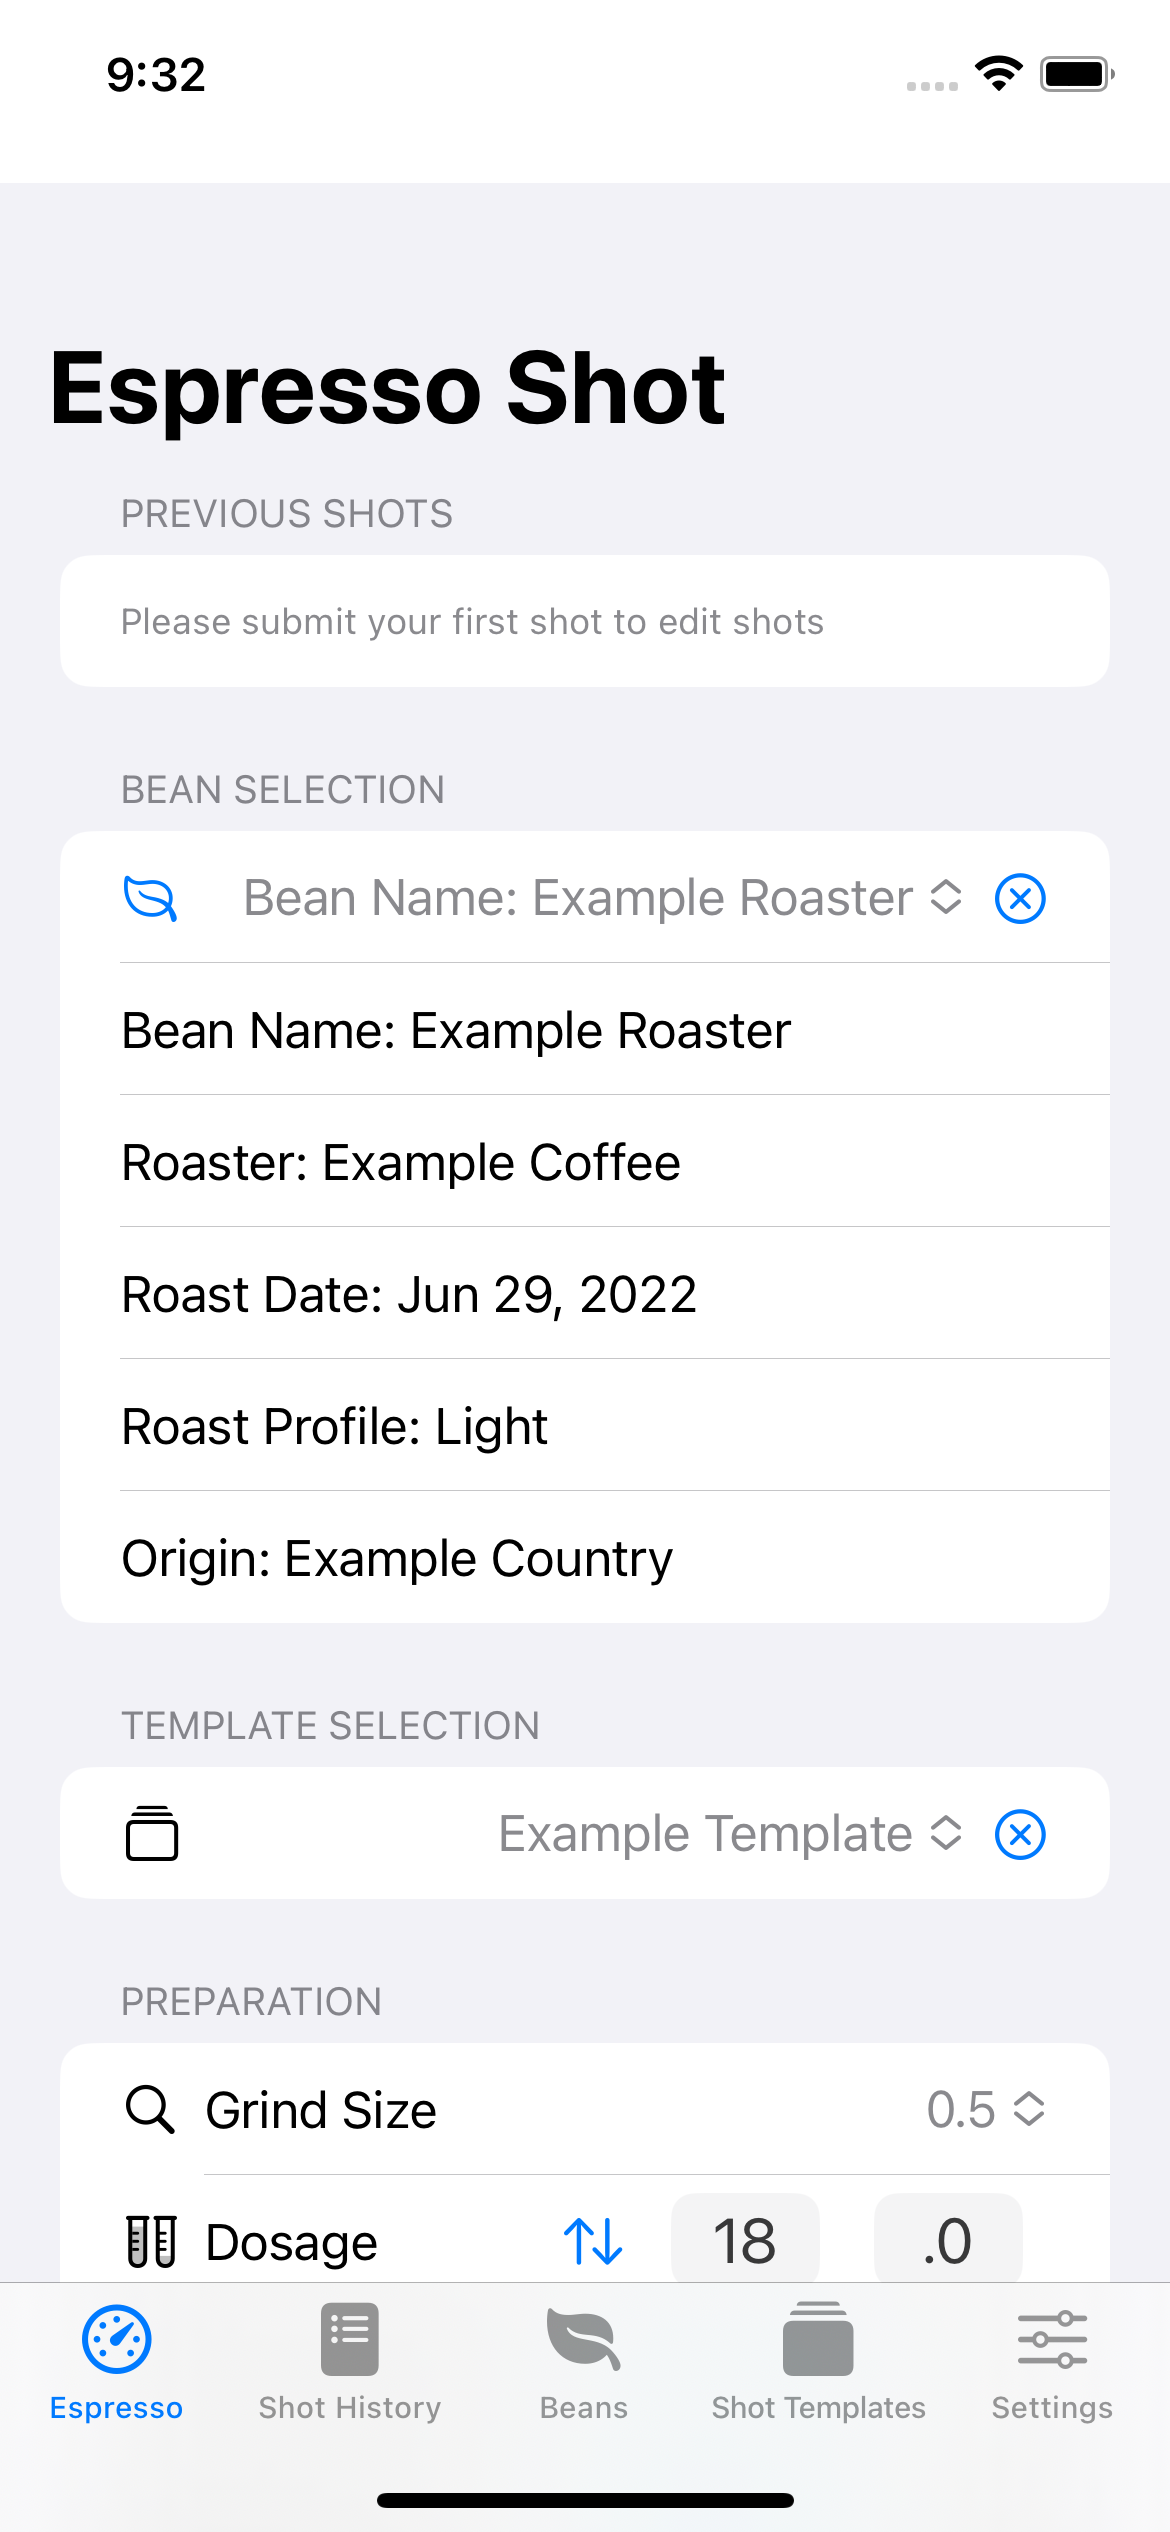 9:32
Espresso Shot
PREVIOUS SHOTS
Please submit your first shot to edit shots
BEAN SELECTION
Bean Name: Example Roaster
Bean Name: Example Roaster
Roaster: Example Coffee
Roast Date: Jun 29, 2022
Roast Profile: Light
Origin: Example Country
TEMPLATE SELECTION
Example Template
PREPARATION
Grind Size 0.5
Dosage 18 .0
Espresso Shot History Beans Shot Templates Settings